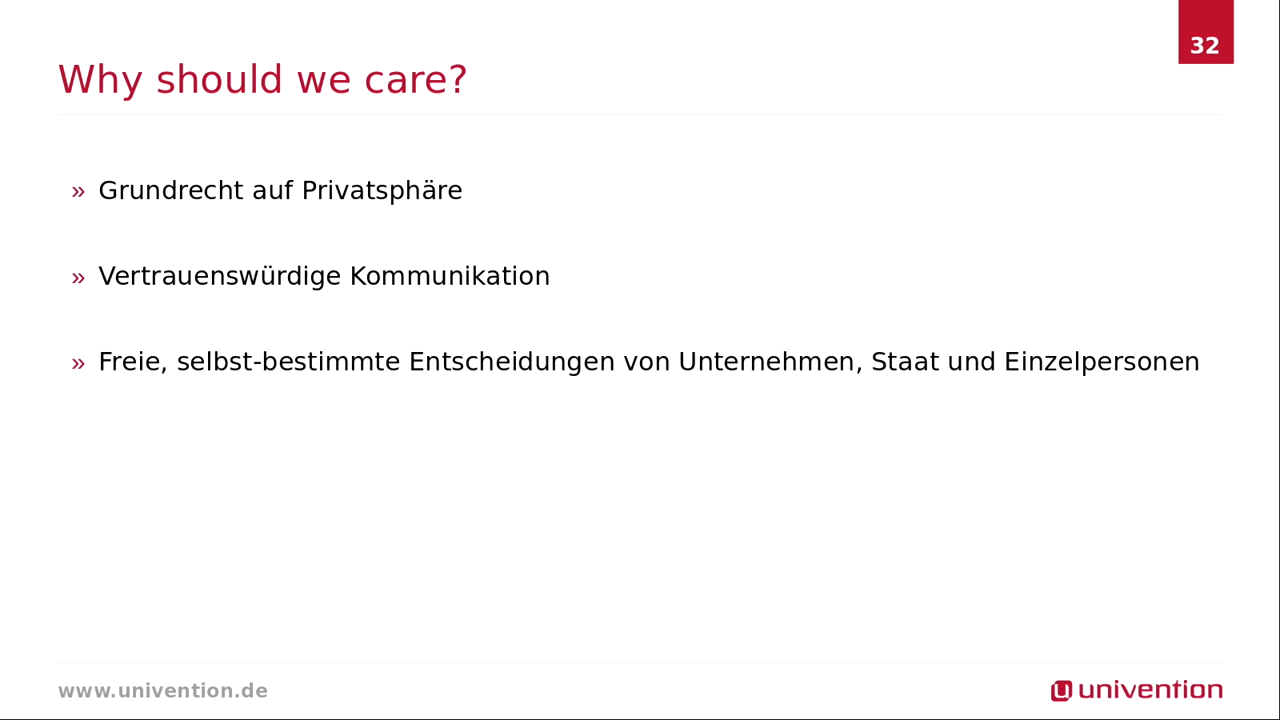 32
Why should we care?
» Grundrecht auf Privatsphäre
» Vertrauenswürdige Kommunikation
» Freie, selbst-bestimmte Entscheidungen von Unternehmen, Staat und Einzelpersonen
www.univention.de
univention